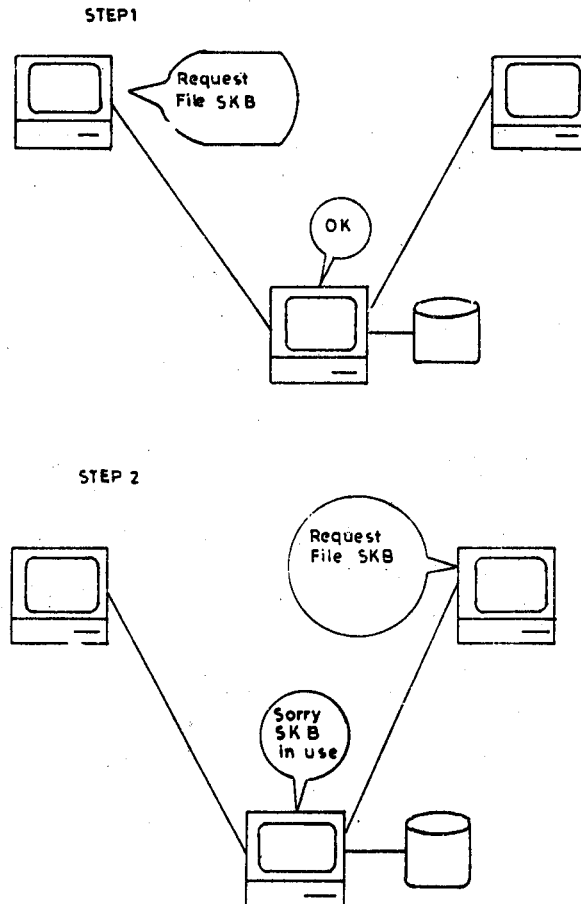 STEP1
Request
File SKB
OK
STEP 2
Request
File SKB
Sorry
SKB
in use